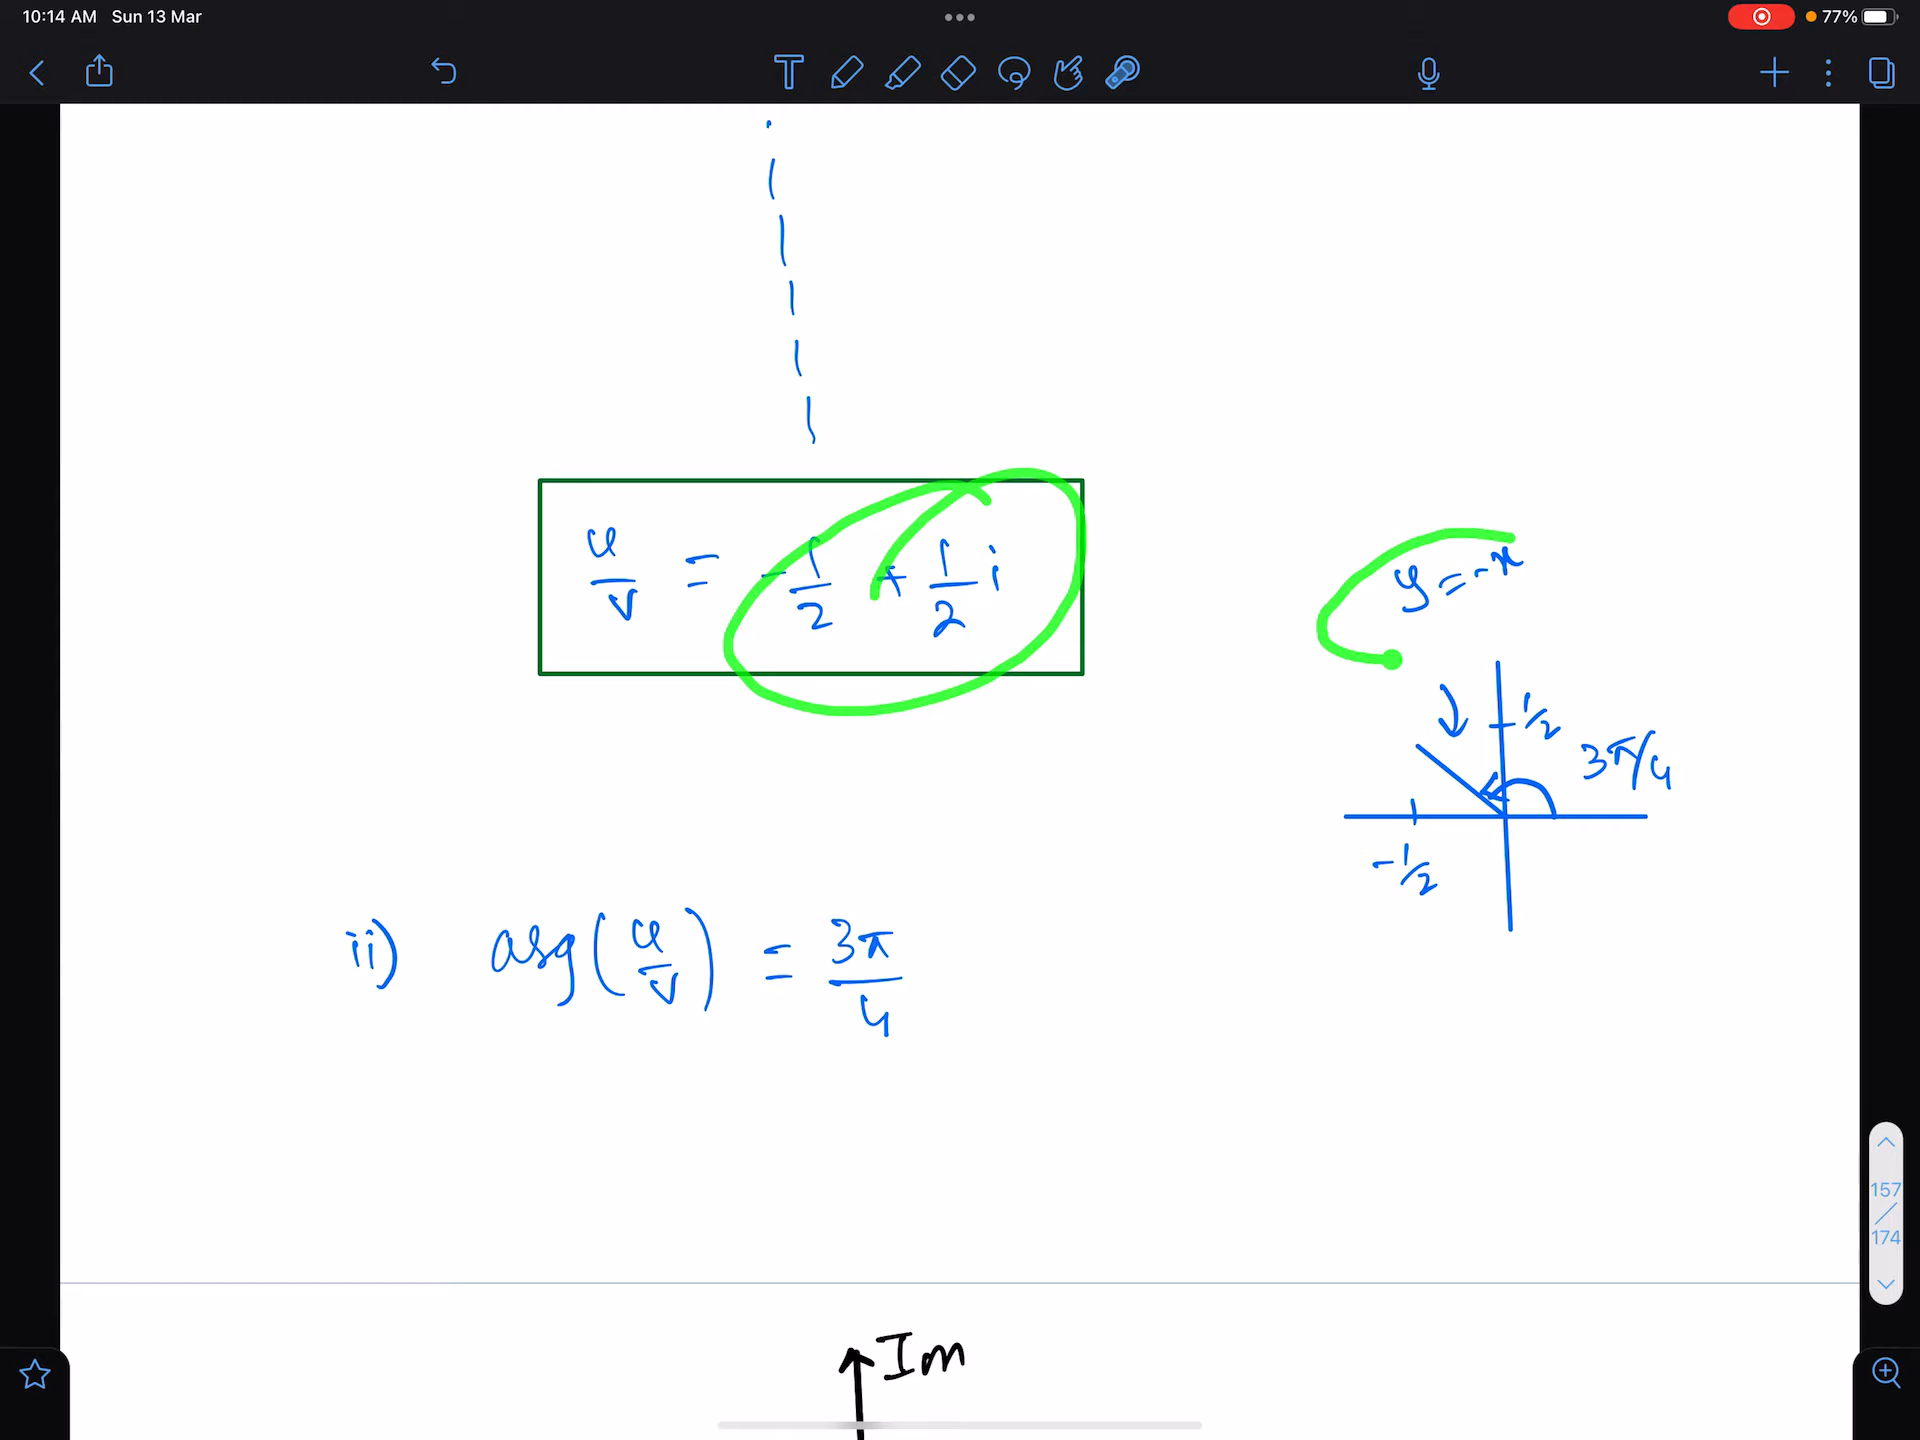 10:14 AM Sun 13 Mar
77%
u/v = -1/2 + 1/2 i
y = -x
1/2
3π/4
-1/2
ii) arg(u/v) = 3π/4
157
/
174
Im